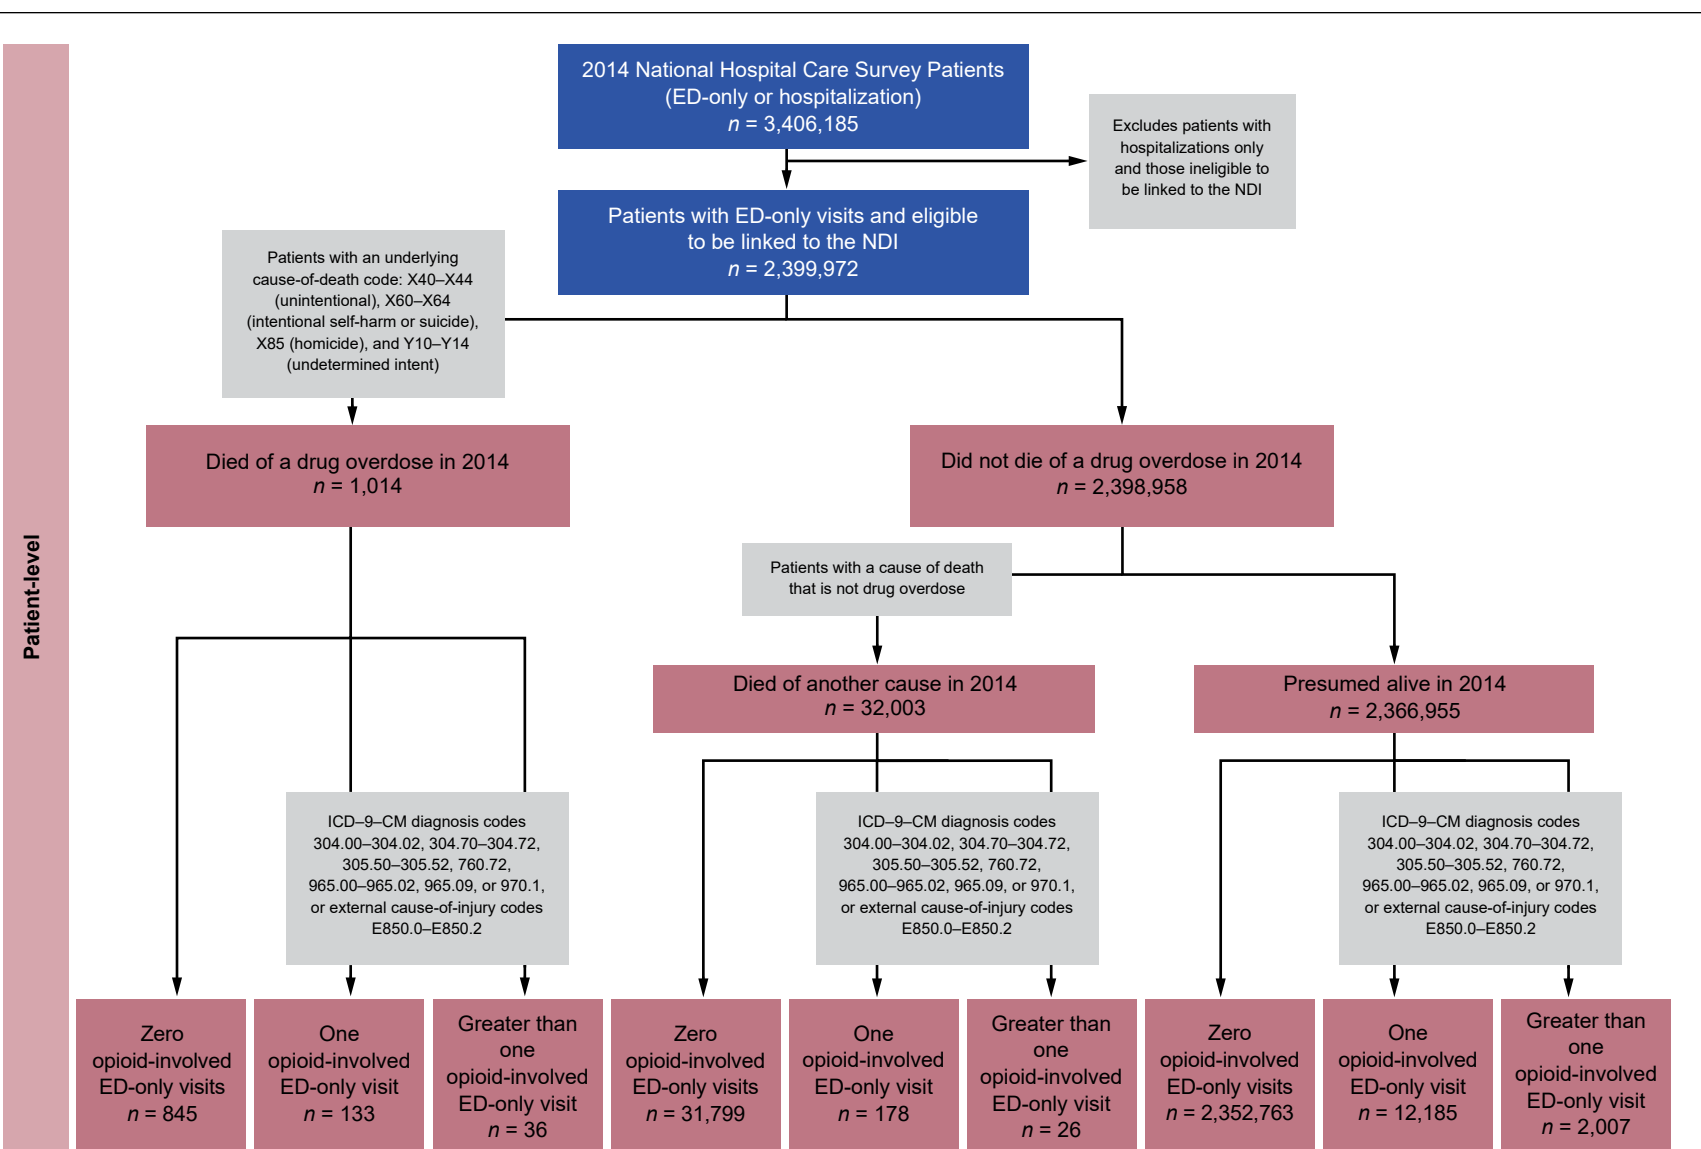 2014 National Hospital Care Survey Patients
(ED-only or hospitalization)
n = 3,406,185
Excludes patients with
hospitalizations only
and those ineligible to
be linked to the NDI
Patients with ED-only visits and eligible
to be linked to the NDI
n = 2,399,972
Patients with an underlying
cause-of-death code: X40–X44
(unintentional), X60–X64
(intentional self-harm or suicide),
X85 (homicide), and Y10–Y14
(undetermined intent)
Died of a drug overdose in 2014
n = 1,014
Did not die of a drug overdose in 2014
n = 2,398,958
Patients with a cause of death
that is not drug overdose
Patient-level
Died of another cause in 2014
n = 32,003
Presumed alive in 2014
n = 2,366,955
ICD–9–CM diagnosis codes
304.00–304.02, 304.70–304.72,
305.50–305.52, 760.72,
965.00–965.02, 965.09, or 970.1,
or external cause-of-injury codes
E850.0–E850.2
ICD–9–CM diagnosis codes
304.00–304.02, 304.70–304.72,
305.50–305.52, 760.72,
965.00–965.02, 965.09, or 970.1,
or external cause-of-injury codes
E850.0–E850.2
ICD–9–CM diagnosis codes
304.00–304.02, 304.70–304.72,
305.50–305.52, 760.72,
965.00–965.02, 965.09, or 970.1,
or external cause-of-injury codes
E850.0–E850.2
Zero
opioid-involved
ED-only visits
n = 845
One
opioid-involved
ED-only visit
n = 133
Greater than
one
opioid-involved
ED-only visit
n = 36
Zero
opioid-involved
ED-only visits
n = 31,799
One
opioid-involved
ED-only visit
n = 178
Greater than
one
opioid-involved
ED-only visit
n = 26
Zero
opioid-involved
ED-only visits
n = 2,352,763
One
opioid-involved
ED-only visit
n = 12,185
Greater than
one
opioid-involved
ED-only visit
n = 2,007